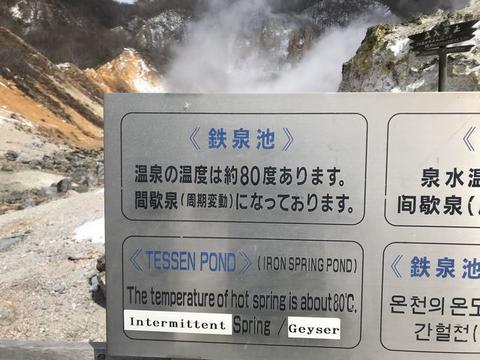 《鉄泉池》
温泉の温度は約80度あります。
間歇泉(周期変動)になっております。
《TESSEN POND》(IRON SPRING POND)
The temperature of hot spring is about 80℃.
Intermittent Spring / Geyser
《
泉水温
间歇泉(
《鉄泉池
온천의 온도
간헐천(